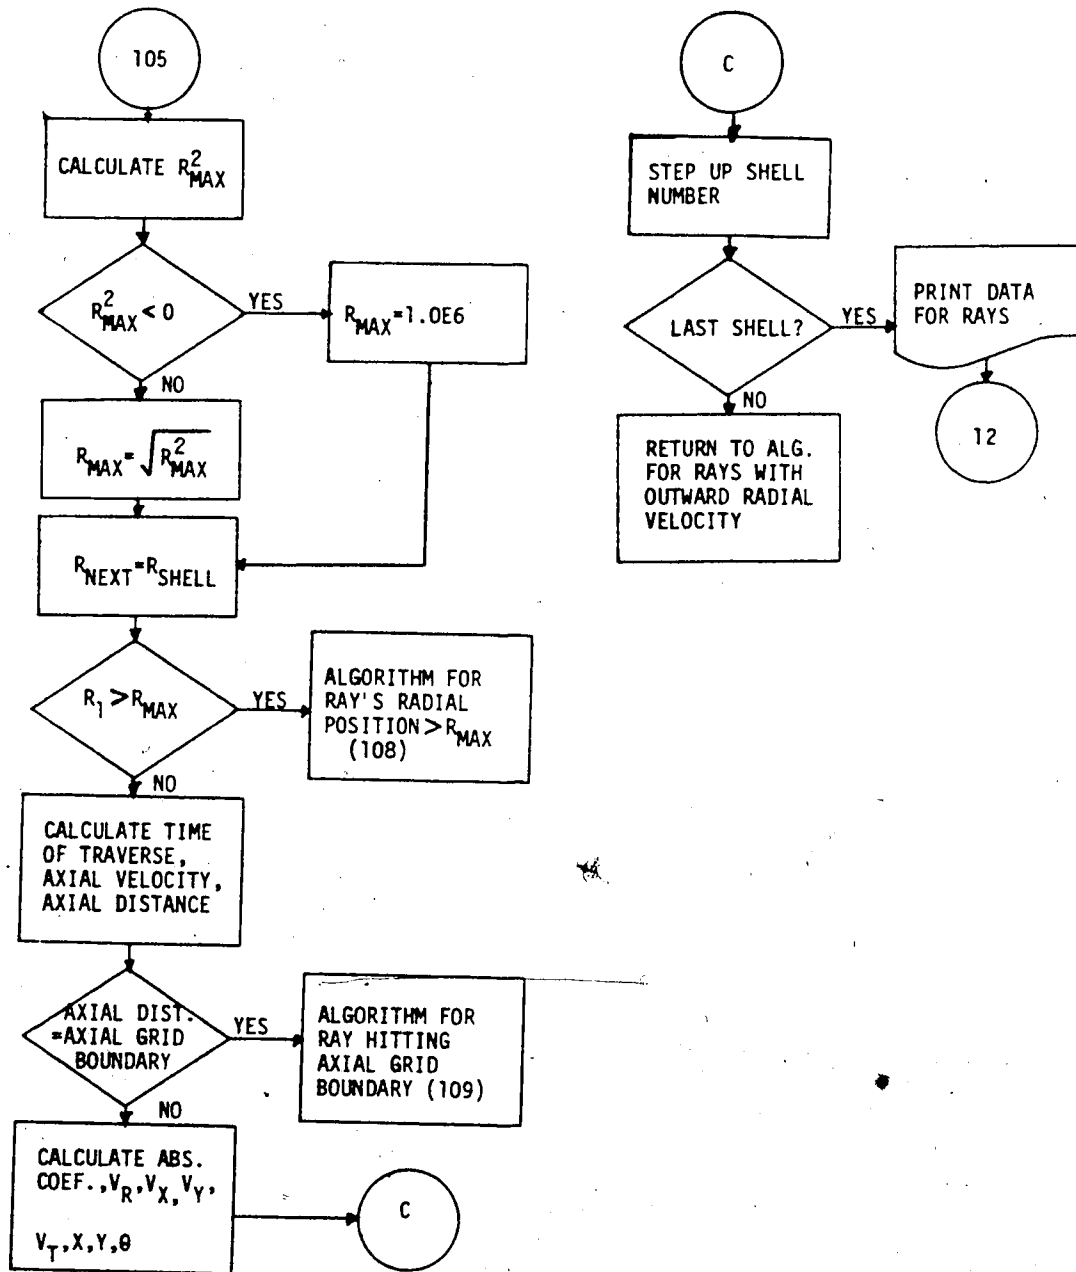 105
CALCULATE R²MAX
R²MAX < 0
YES
RMAX=1.0E6
NO
RMAX=√R²MAX
RNEXT=RSHELL
R1 > RMAX
YES
ALGORITHM FOR
RAY'S RADIAL
POSITION > RMAX
(108)
NO
CALCULATE TIME
OF TRAVERSE,
AXIAL VELOCITY,
AXIAL DISTANCE
AXIAL DIST.
=AXIAL GRID
BOUNDARY
YES
ALGORITHM FOR
RAY HITTING
AXIAL GRID
BOUNDARY (109)
NO
CALCULATE ABS.
COEF.,VR,VX,VY,
VT,X,Y,θ
C
C
STEP UP SHELL
NUMBER
LAST SHELL?
YES
PRINT DATA
FOR RAYS
12
NO
RETURN TO ALG.
FOR RAYS WITH
OUTWARD RADIAL
VELOCITY